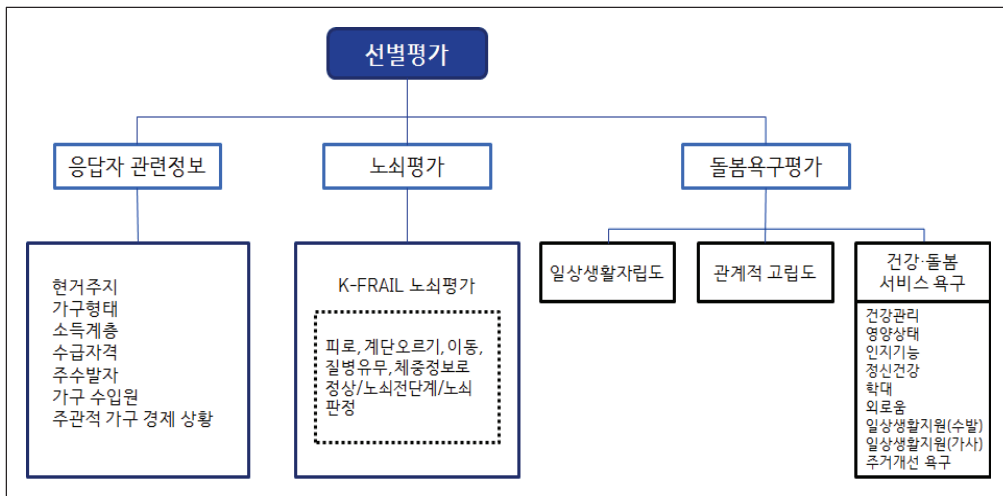 선별평가
응답자 관련정보
노쇠평가
돌봄욕구평가
현거주지
가구형태
소득계층
수급자격
주수발자
가구 수입원
주관적 가구 경제 상황
K-FRAIL 노쇠평가
피로, 계단오르기, 이동,
질병유무, 체중정보로
정상/노쇠전단계/노쇠
판정
일상생활자립도
관계적 고립도
건강·돌봄
서비스 욕구
건강관리
영양상태
인지기능
정신건강
학대
외로움
일상생활지원(수발)
일상생활지원(가사)
주거개선 욕구